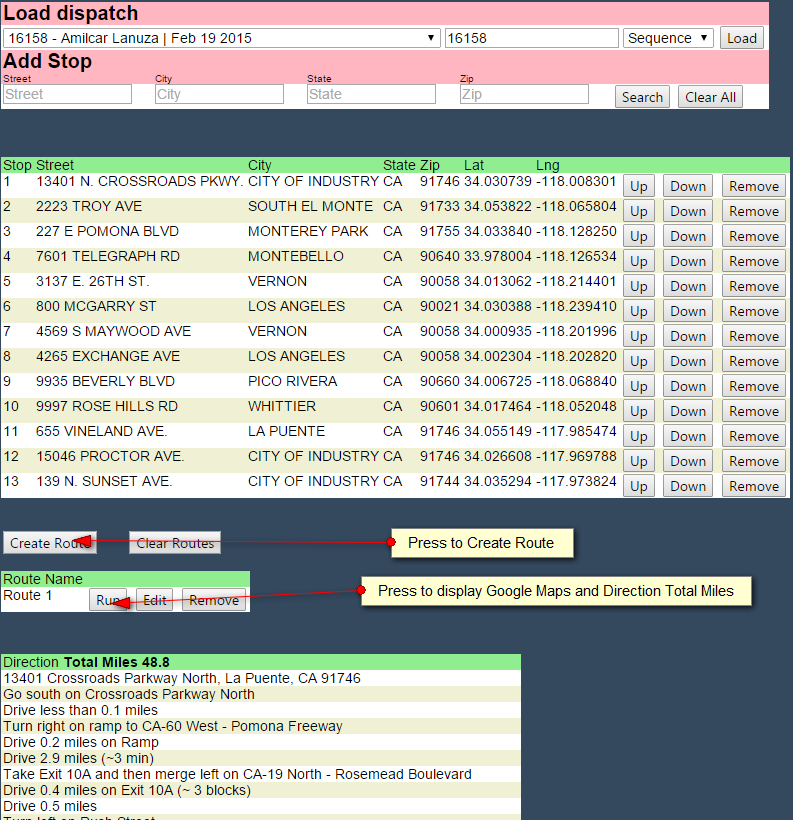 Load dispatch
16158 - Amilcar Lanuza | Feb 19 2015 16158 Sequence Load
Add Stop
Street City State Zip
Street City State Zip Search Clear All
Stop Street City State Zip Lat Lng
1 13401 N. CROSSROADS PKWY. CITY OF INDUSTRY CA 91746 34.030739 -118.008301 Up Down Remove
2 2223 TROY AVE SOUTH EL MONTE CA 91733 34.053822 -118.065804 Up Down Remove
3 227 E POMONA BLVD MONTEREY PARK CA 91755 34.033840 -118.128250 Up Down Remove
4 7601 TELEGRAPH RD MONTEBELLO CA 90640 33.978004 -118.126534 Up Down Remove
5 3137 E. 26TH ST. VERNON CA 90058 34.013062 -118.214401 Up Down Remove
6 800 MCGARRY ST LOS ANGELES CA 90021 34.030388 -118.239410 Up Down Remove
7 4569 S MAYWOOD AVE VERNON CA 90058 34.000935 -118.201996 Up Down Remove
8 4265 EXCHANGE AVE LOS ANGELES CA 90058 34.002304 -118.202820 Up Down Remove
9 9935 BEVERLY BLVD PICO RIVERA CA 90660 34.006725 -118.068840 Up Down Remove
10 9997 ROSE HILLS RD WHITTIER CA 90601 34.017464 -118.052048 Up Down Remove
11 655 VINELAND AVE. LA PUENTE CA 91746 34.055149 -117.985474 Up Down Remove
12 15046 PROCTOR AVE. CITY OF INDUSTRY CA 91746 34.026608 -117.969788 Up Down Remove
13 139 N. SUNSET AVE. CITY OF INDUSTRY CA 91744 34.035294 -117.973824 Up Down Remove
Create Route Clear Routes Press to Create Route
Route Name
Route 1 Run Edit Remove Press to display Google Maps and Direction Total Miles
Direction Total Miles 48.8
13401 Crossroads Parkway North, La Puente, CA 91746
Go south on Crossroads Parkway North
Drive less than 0.1 miles
Turn right on ramp to CA-60 West - Pomona Freeway
Drive 0.2 miles on Ramp
Drive 2.9 miles (~3 min)
Take Exit 10A and then merge left on CA-19 North - Rosemead Boulevard
Drive 0.4 miles on Exit 10A (~ 3 blocks)
Drive 0.5 miles
Turn left on Rush Street